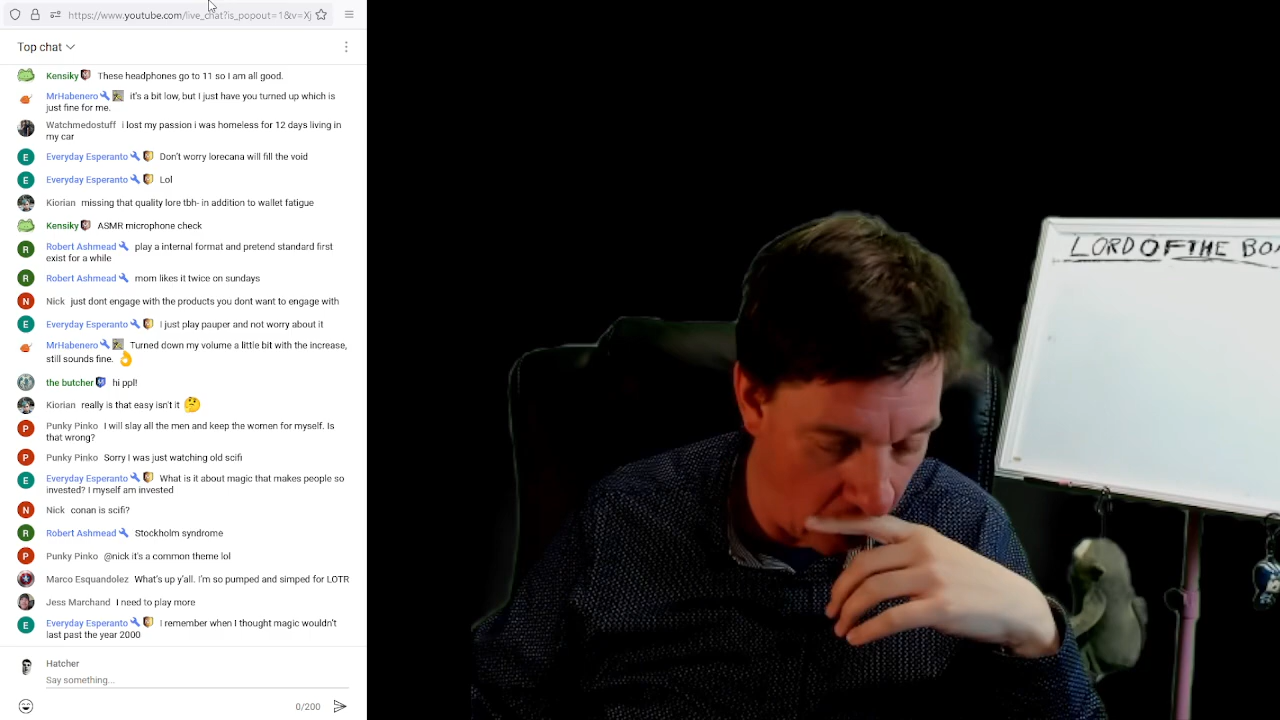 https://www.youtube.com/live_chat?is_popout=1&v=Xj
Top chat
Kensiky These headphones go to 11 so I am all good.
MrHabenero it's a bit low, but I just have you turned up which is
just fine for me.
Watchmedostuff i lost my passion i was homeless for 12 days living in
my car
E Everyday Esperanto Don't worry lorecana will fill the void
E Everyday Esperanto Lol
Kiorian missing that quality lore tbh- in addition to wallet fatigue
Kensiky ASMR microphone check
R Robert Ashmead play a internal format and pretend standard first
exist for a while
R Robert Ashmead mom likes it twice on sundays
N Nick just dont engage with the products you dont want to engage with
E Everyday Esperanto I just play pauper and not worry about it
MrHabenero Turned down my volume a little bit with the increase,
still sounds fine. 👌
the butcher hi ppl!
Kiorian really is that easy isn't it 🤔
P Punky Pinko I will slay all the men and keep the women for myself. Is
that wrong?
P Punky Pinko Sorry I was just watching old scifi
E Everyday Esperanto What is it about magic that makes people so
invested? I myself am invested
N Nick conan is scifi?
R Robert Ashmead Stockholm syndrome
P Punky Pinko @nick it's a common theme lol
Marco Esquandolez What's up y'all. I'm so pumped and simped for LOTR
Jess Marchand I need to play more
E Everyday Esperanto I remember when I thought magic wouldn't
last past the year 2000
Hatcher
Say something...
0/200
LORD OF THE BO